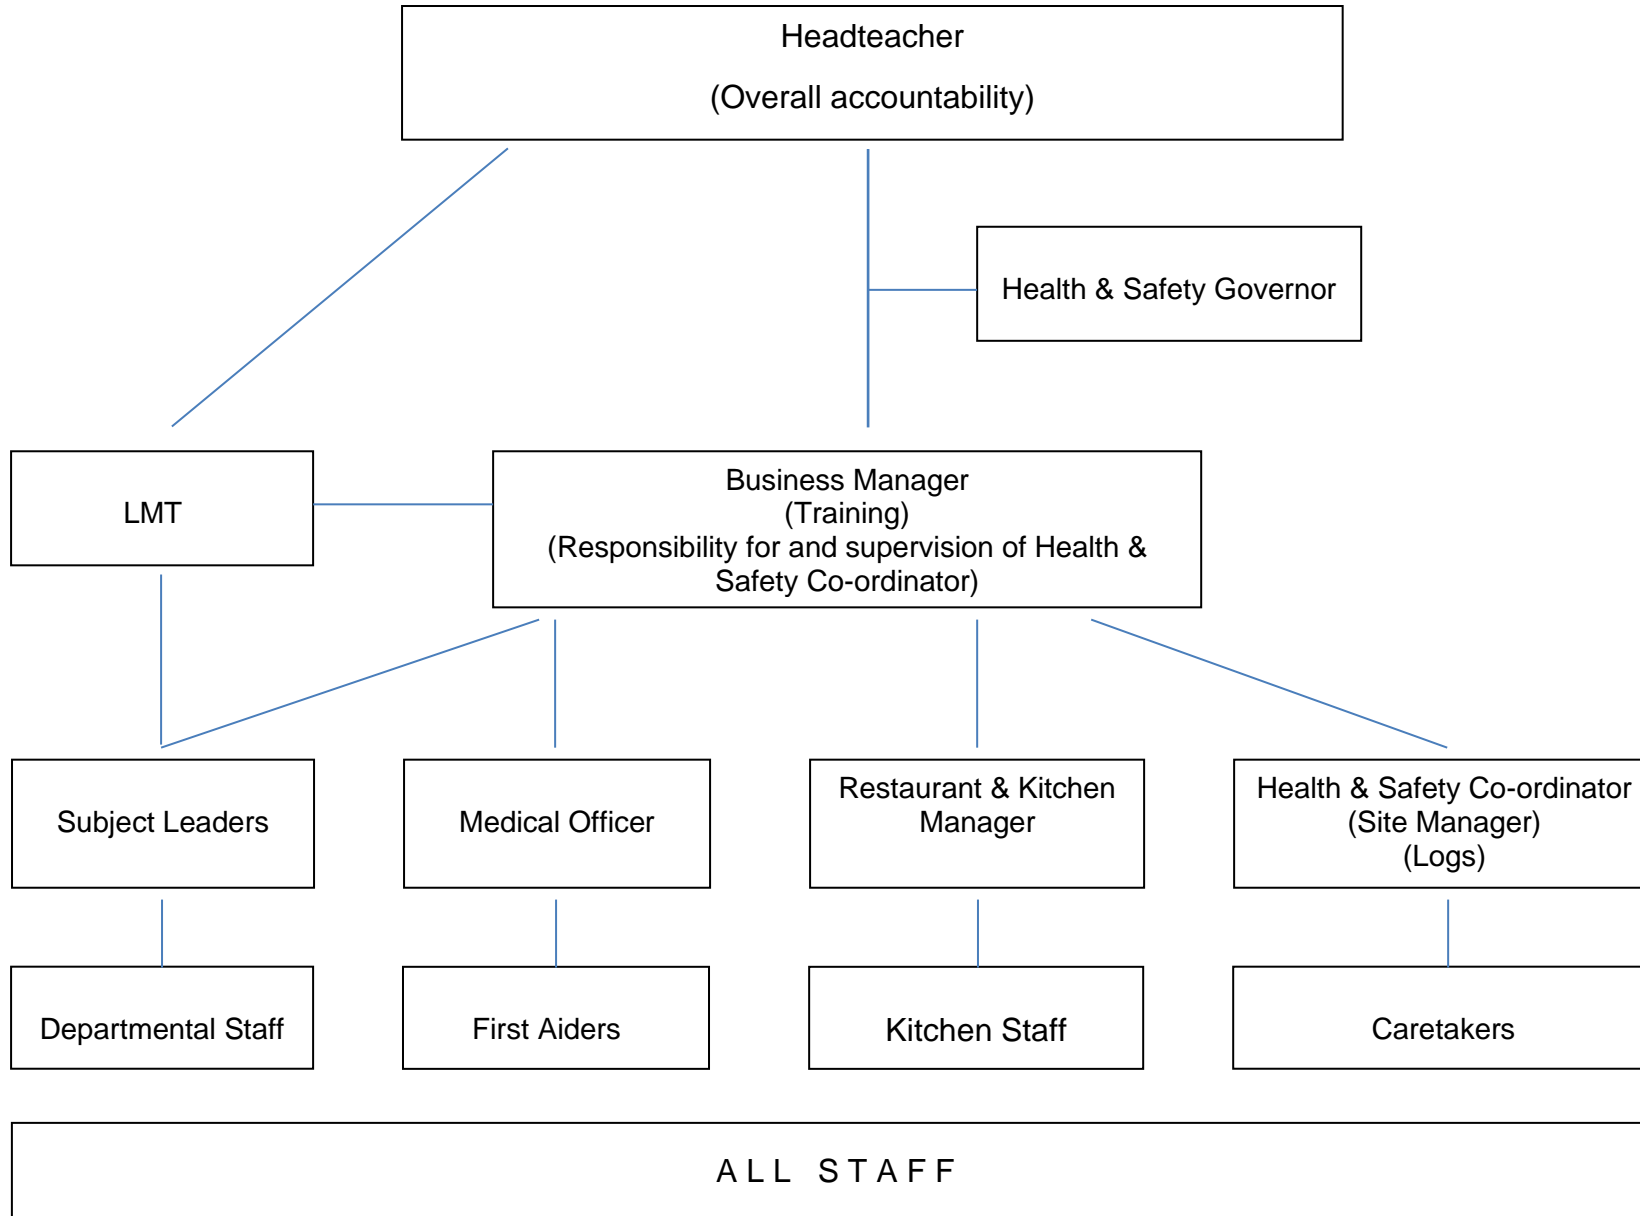 Headteacher
(Overall accountability)
Health & Safety Governor
LMT
Business Manager
(Training)
(Responsibility for and supervision of Health &
Safety Co-ordinator)
Subject Leaders
Medical Officer
Restaurant & Kitchen
Manager
Health & Safety Co-ordinator
(Site Manager)
(Logs)
Departmental Staff
First Aiders
Kitchen Staff
Caretakers
ALL STAFF